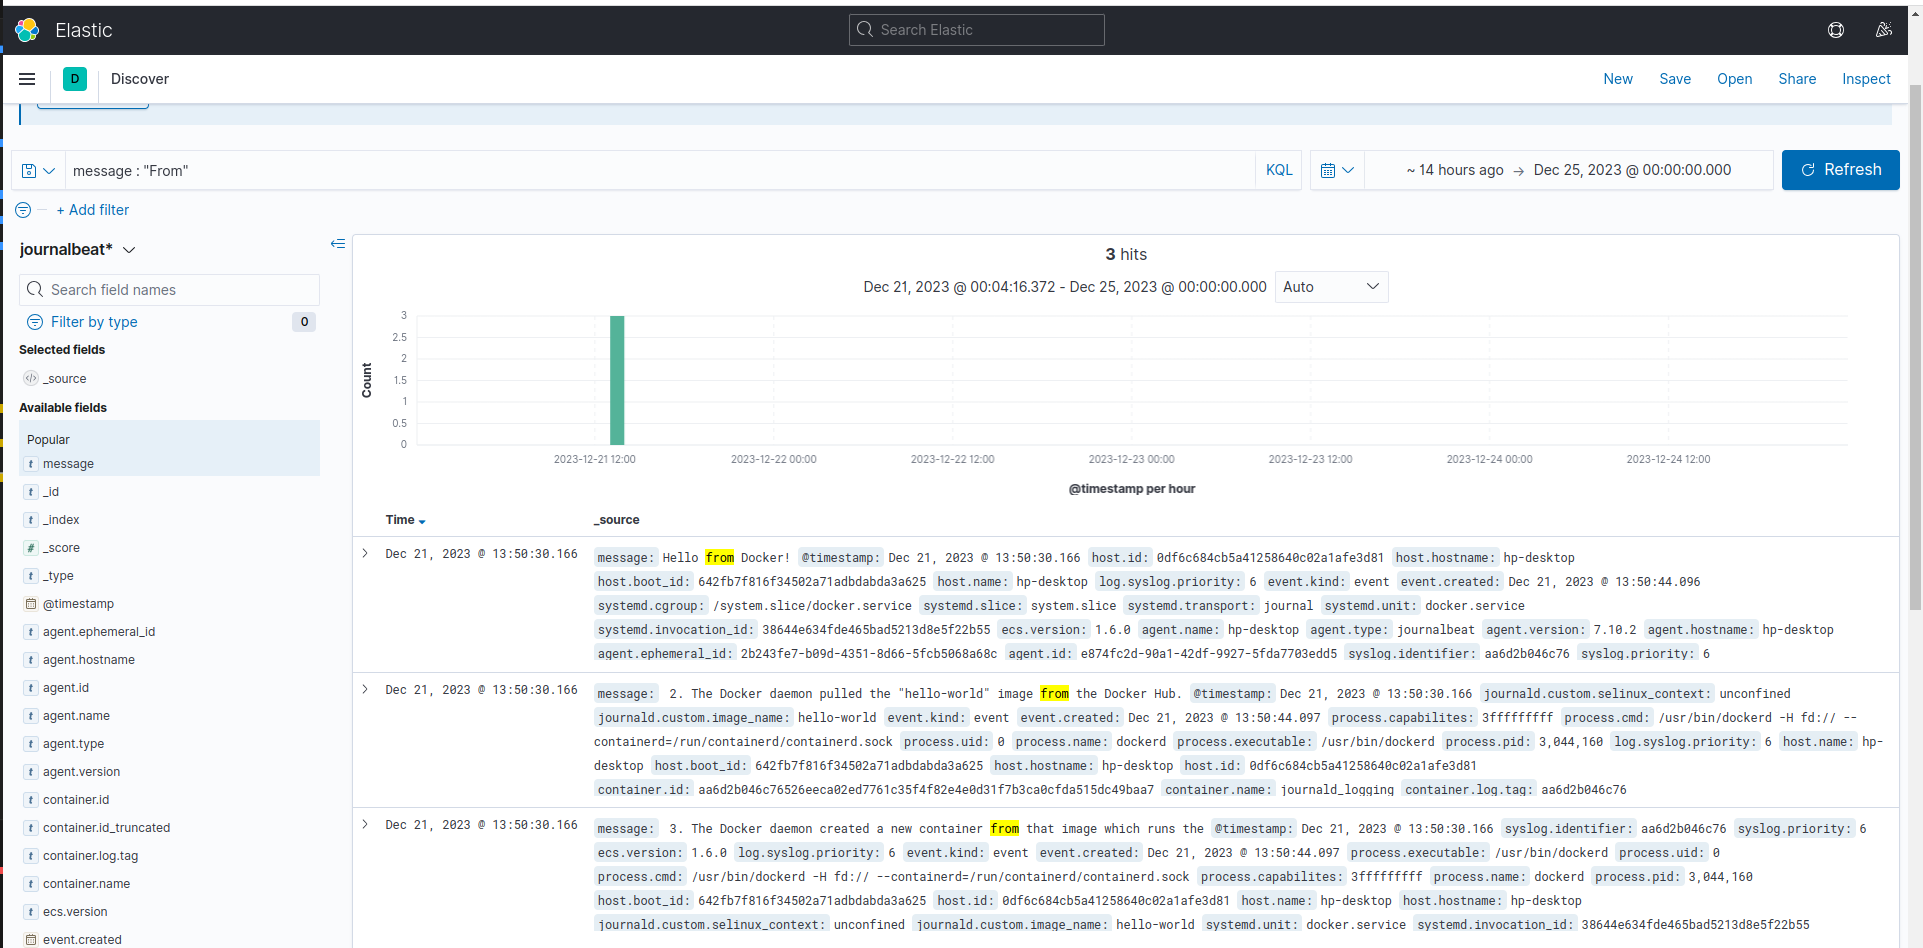 Elastic
Search Elastic
D
Discover
New Save Open Share Inspect
message : "From"
KQL
~ 14 hours ago → Dec 25, 2023 @ 00:00:00.000
Refresh
+ Add filter
journalbeat*
Search field names
Filter by type 0
Selected fields
_source
Available fields
Popular
t message
t _id
t _index
# _score
t _type
@timestamp
t agent.ephemeral_id
t agent.hostname
t agent.id
t agent.name
t agent.type
t agent.version
t container.id
t container.id_truncated
t container.log.tag
t container.name
t ecs.version
event.created
3 hits
Dec 21, 2023 @ 00:04:16.372 - Dec 25, 2023 @ 00:00:00.000 Auto
Count
3
2.5
2
1.5
1
0.5
0
2023-12-21 12:00 2023-12-22 00:00 2023-12-22 12:00 2023-12-23 00:00 2023-12-23 12:00 2023-12-24 00:00 2023-12-24 12:00
@timestamp per hour
Time _source
Dec 21, 2023 @ 13:50:30.166
message: Hello from Docker! @timestamp: Dec 21, 2023 @ 13:50:30.166 host.id: 0df6c684cb5a41258640c02a1afe3d81 host.hostname: hp-desktop
host.boot_id: 642fb7f816f34502a71adbdabda3a625 host.name: hp-desktop log.syslog.priority: 6 event.kind: event event.created: Dec 21, 2023 @ 13:50:44.096
systemd.cgroup: /system.slice/docker.service systemd.slice: system.slice systemd.transport: journal systemd.unit: docker.service
systemd.invocation_id: 38644e634fde465bad5213d8e5f22b55 ecs.version: 1.6.0 agent.name: hp-desktop agent.type: journalbeat agent.version: 7.10.2 agent.hostname: hp-desktop
agent.ephemeral_id: 2b243fe7-b09d-4351-8d66-5fcb5068a68c agent.id: e874fc2d-90a1-42df-9927-5fda7703edd5 syslog.identifier: aa6d2b046c76 syslog.priority: 6
Dec 21, 2023 @ 13:50:30.166
message: 2. The Docker daemon pulled the "hello-world" image from the Docker Hub. @timestamp: Dec 21, 2023 @ 13:50:30.166 journald.custom.selinux_context: unconfined
journald.custom.image_name: hello-world event.kind: event event.created: Dec 21, 2023 @ 13:50:44.097 process.capabilites: 3fffffffff process.cmd: /usr/bin/dockerd -H fd:// --
containerd=/run/containerd/containerd.sock process.uid: 0 process.name: dockerd process.executable: /usr/bin/dockerd process.pid: 3,044,160 log.syslog.priority: 6 host.name: hp-
desktop host.boot_id: 642fb7f816f34502a71adbdabda3a625 host.hostname: hp-desktop host.id: 0df6c684cb5a41258640c02a1afe3d81
container.id: aa6d2b046c76526eeca02ed7761c35f4f82e4e0d31f7b3ca0cfda515dc49baa7 container.name: journald_logging container.log.tag: aa6d2b046c76
Dec 21, 2023 @ 13:50:30.166
message: 3. The Docker daemon created a new container from that image which runs the @timestamp: Dec 21, 2023 @ 13:50:30.166 syslog.identifier: aa6d2b046c76 syslog.priority: 6
ecs.version: 1.6.0 log.syslog.priority: 6 event.kind: event event.created: Dec 21, 2023 @ 13:50:44.097 process.executable: /usr/bin/dockerd process.uid: 0
process.cmd: /usr/bin/dockerd -H fd:// --containerd=/run/containerd/containerd.sock process.capabilites: 3fffffffff process.name: dockerd process.pid: 3,044,160
host.boot_id: 642fb7f816f34502a71adbdabda3a625 host.id: 0df6c684cb5a41258640c02a1afe3d81 host.name: hp-desktop host.hostname: hp-desktop
journald.custom.selinux_context: unconfined journald.custom.image_name: hello-world systemd.unit: docker.service systemd.invocation_id: 38644e634fde465bad5213d8e5f22b55